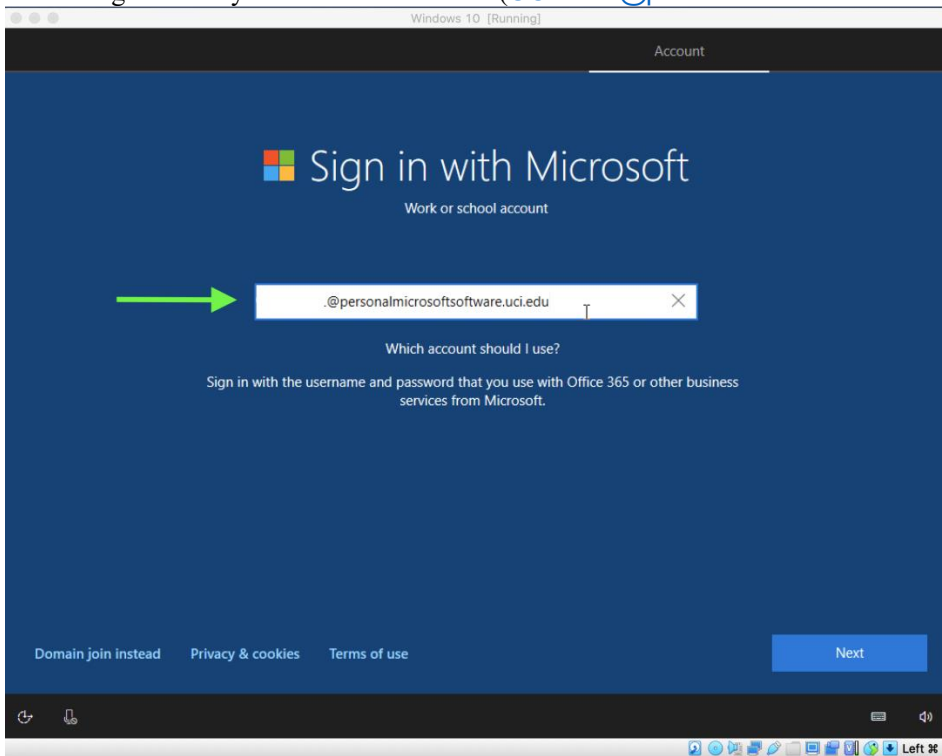 Windows 10 [Running]
Account
Sign in with Microsoft
Work or school account
.@personalmicrosoftsoftware.uci.edu
Which account should I use?
Sign in with the username and password that you use with Office 365 or other business
services from Microsoft.
Domain join instead Privacy & cookies Terms of use Next
Left ⌘